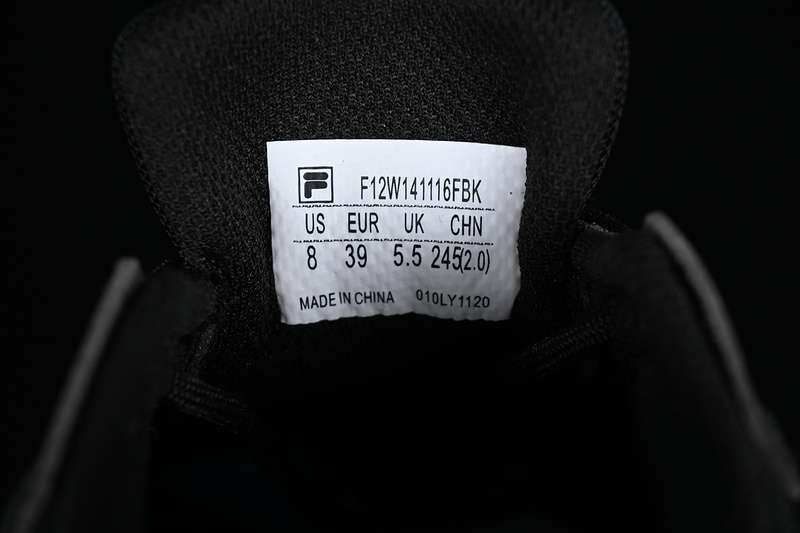 F F12W141116FBK
US EUR UK CHN
8 39 5.5 245(2.0)
MADE IN CHINA 010LY1120